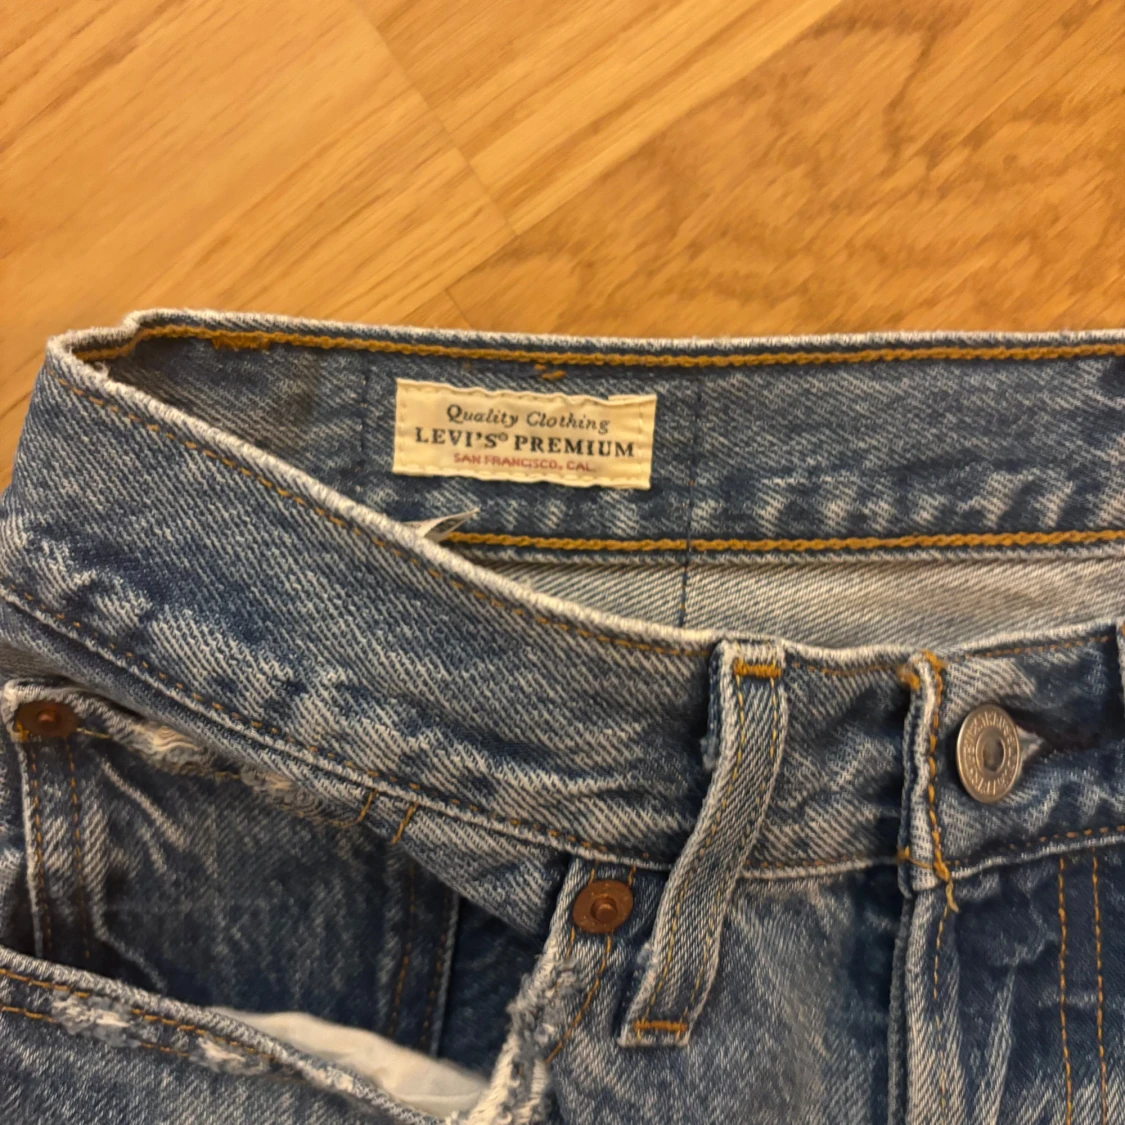 Quality Clothing
LEVI'S® PREMIUM
SAN FRANCISCO, CAL.